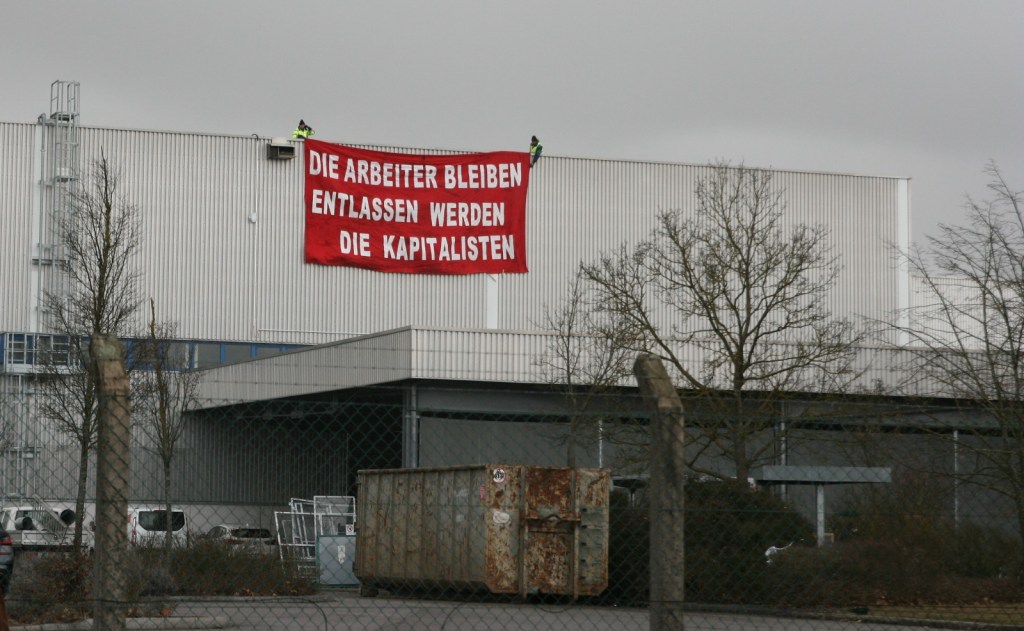 DIE ARBEITER BLEIBEN
ENTLASSEN WERDEN
DIE KAPITALISTEN